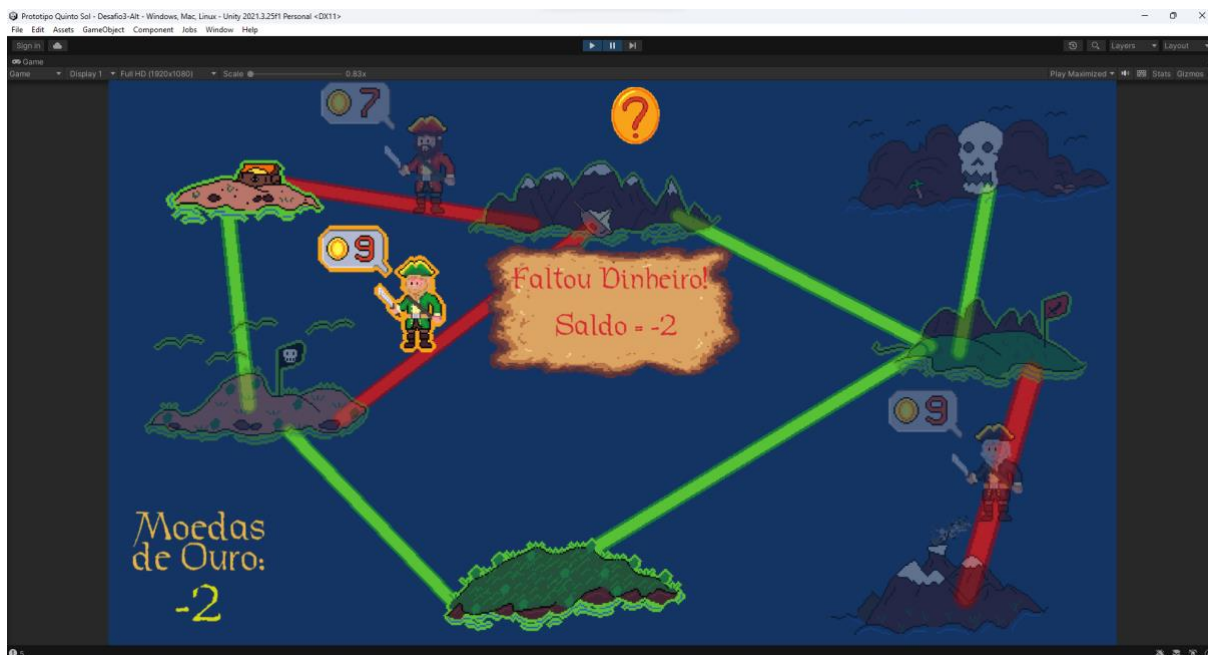 Prototipo Quinto Sol - Desafio3-Alt - Windows, Mac, Linux - Unity 2021.3.25f1 Personal <DX11>
File Edit Assets GameObject Component Jobs Window Help
Sign in
Layers
Layout
Game
Game
Display 1
Full HD (1920x1080)
Scale
0.83x
Play Maximized
Stats
Gizmos
7
?
9
Faltou Dinheiro!
Saldo = -2
9
Moedas
de Ouro:
-2
5